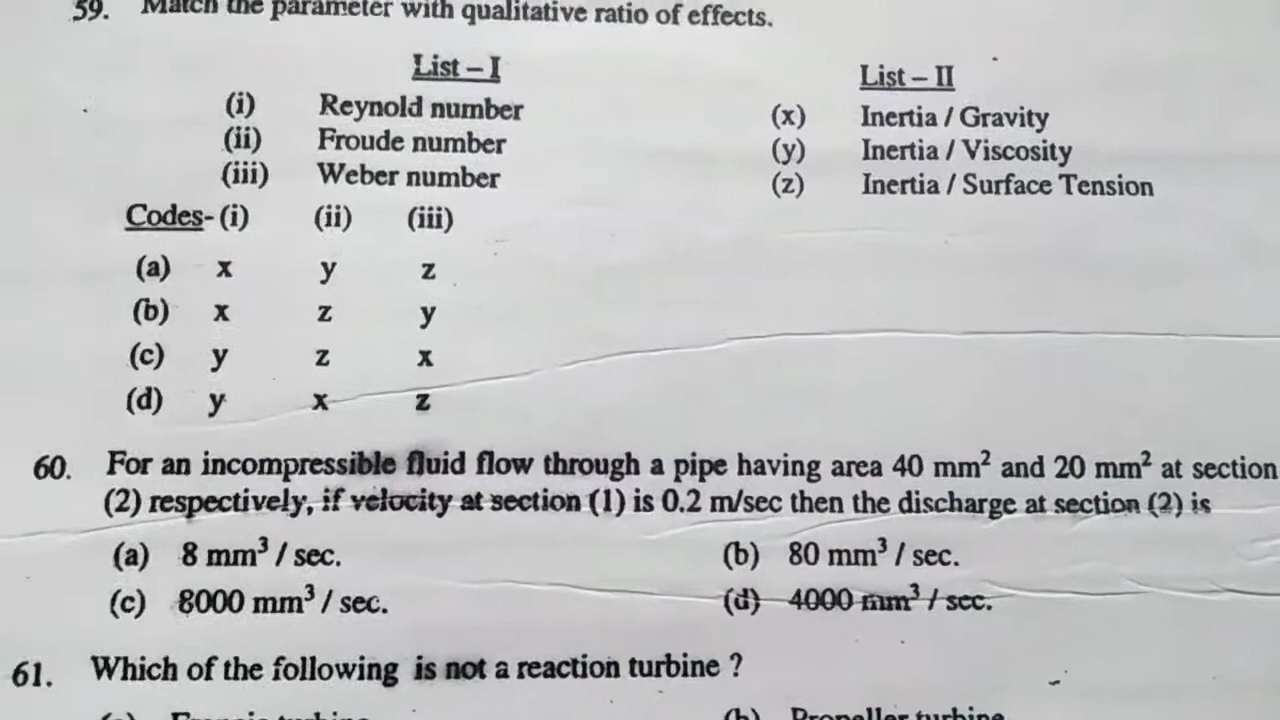 59. Match the parameter with qualitative ratio of effects.
List – I List – II
(i) Reynold number (x) Inertia / Gravity
(ii) Froude number (y) Inertia / Viscosity
(iii) Weber number (z) Inertia / Surface Tension
Codes- (i) (ii) (iii)
(a) x y z
(b) x z y
(c) y z x
(d) y x z
60. For an incompressible fluid flow through a pipe having area 40 mm² and 20 mm² at section
(2) respectively, if velocity at section (1) is 0.2 m/sec then the discharge at section (2) is
(a) 8 mm³ / sec. (b) 80 mm³ / sec.
(c) 8000 mm³ / sec. (d) 4000 mm³ / sec.
61. Which of the following is not a reaction turbine ?
(a) Francis turbine (b) Propeller turbine